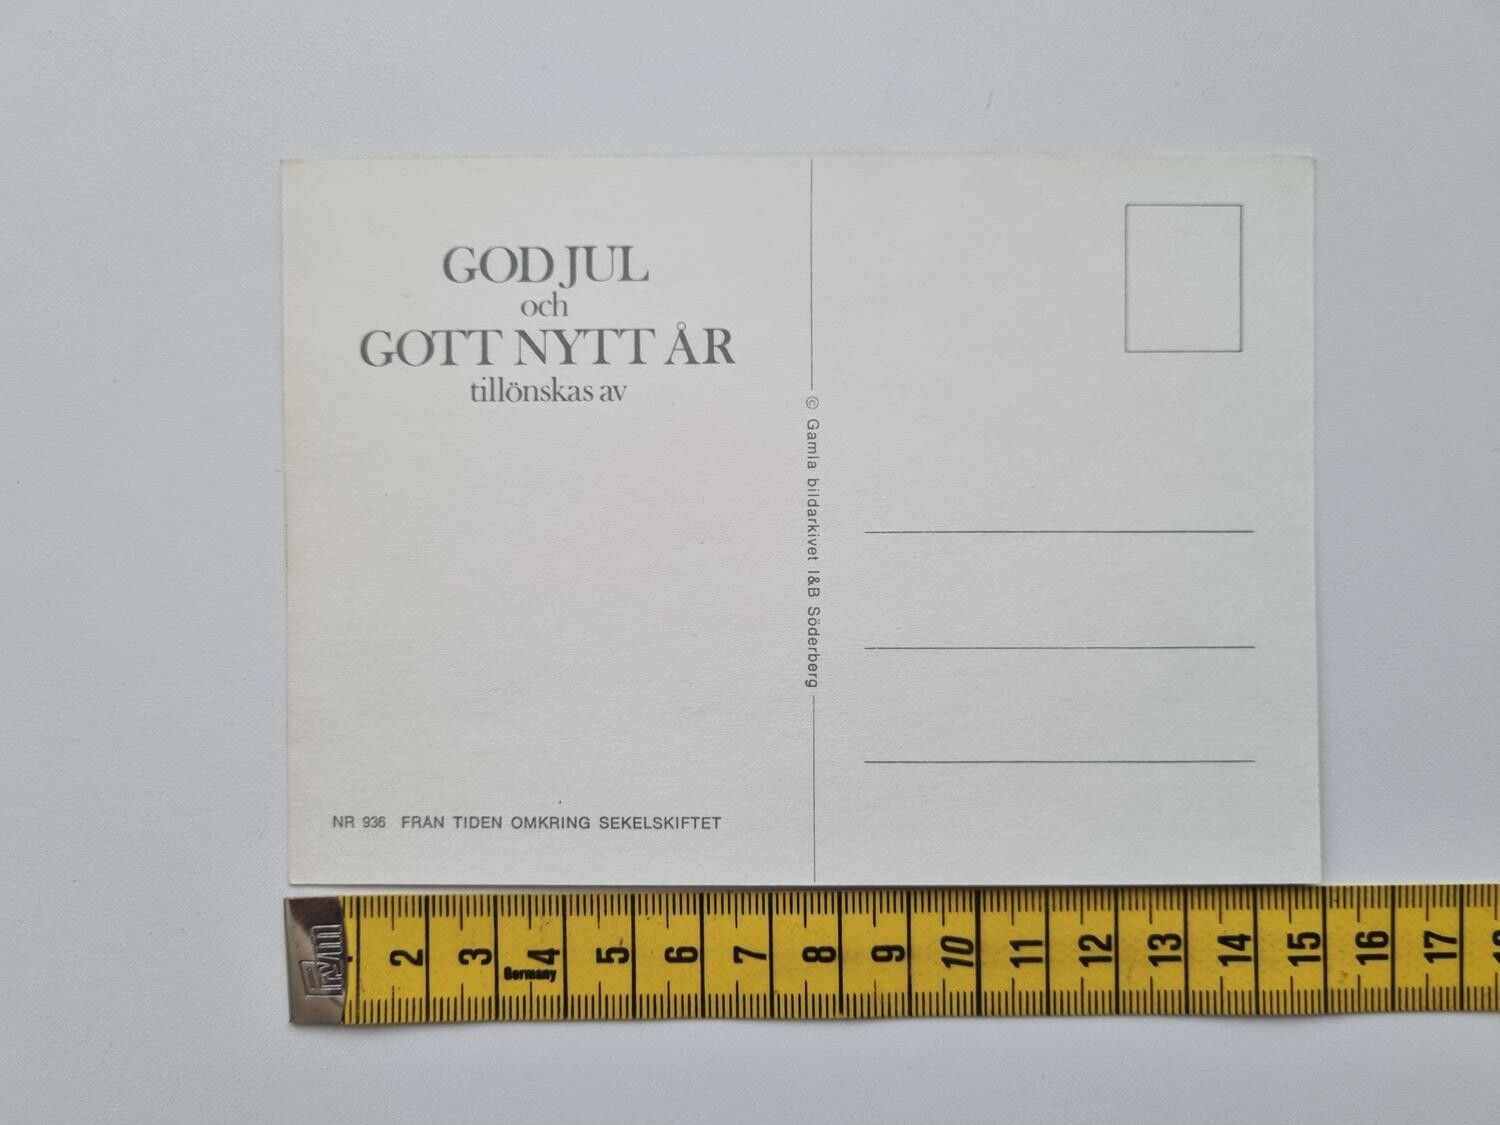 GOD JUL
och
GOTT NYTT ÅR
tillönskas av
© Gamla bildarkivet I&B Söderberg
NR 936 FRÅN TIDEN OMKRING SEKELSKIFTET
Prym
2 3 4 5 6 7 8 9 10 11 12 13 14 15 16 17
Germany